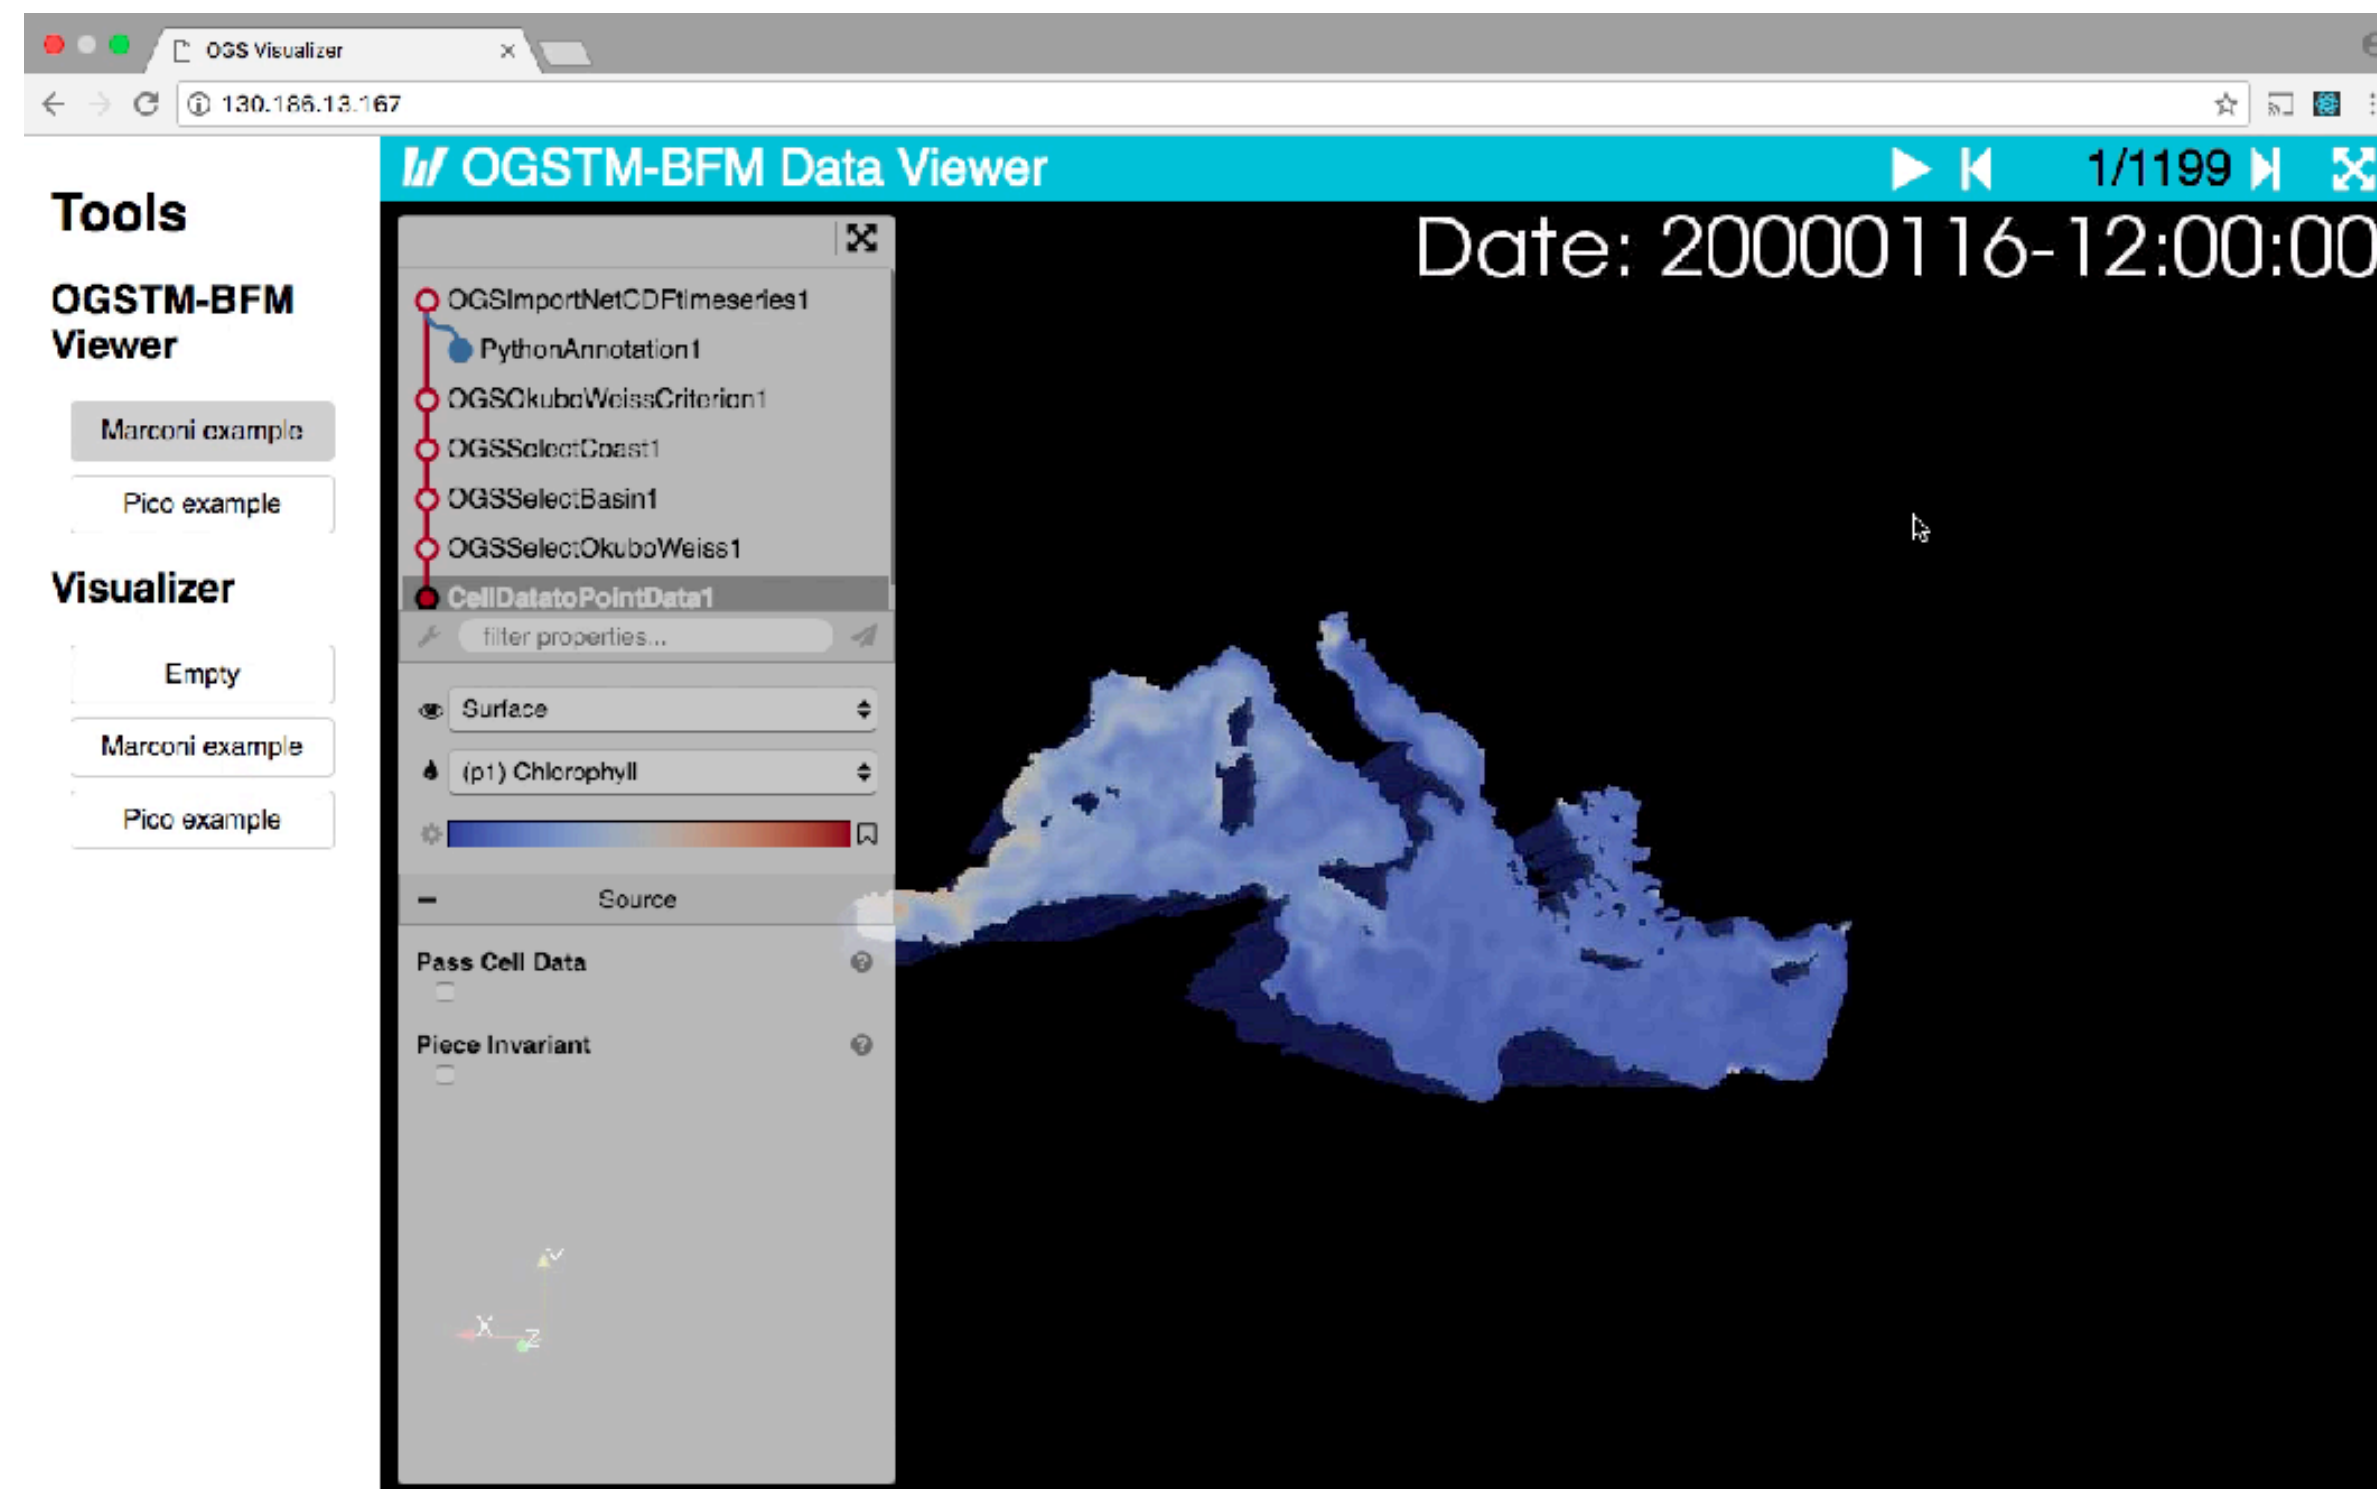 OGS Visualizer
130.186.13.167
Tools
OGSTM-BFM
Viewer
Marconi example
Pico example
Visualizer
Empty
Marconi example
Pico example
OGSTM-BFM Data Viewer
1/1199
Date: 20000116-12:00:00
OGSImportNetCDFtimeseries1
PythonAnnotation1
OGSOkuboWeissCriterion1
OGSSelectCoast1
OGSSelectBasin1
OGSSelectOkuboWeiss1
CellDatatoPointData1
filter properties...
Surface
(p1) Chlorophyll
Source
Pass Cell Data
Piece Invariant
Y
X
Z